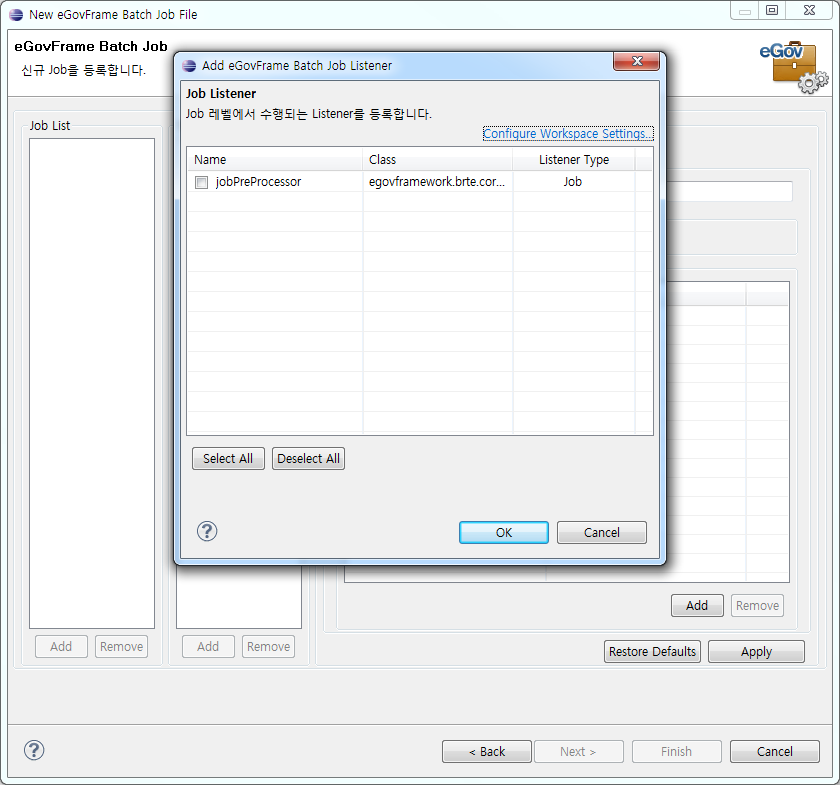 New eGovFrame Batch Job File
eGovFrame Batch Job
신규 Job을 등록합니다.
eGov
Job List
Add eGovFrame Batch Job Listener
Job Listener
Job 레벨에서 수행되는 Listener를 등록합니다.
Configure Workspace Settings...
Name Class Listener Type
jobPreProcessor egovframework.brte.cor... Job
Select All Deselect All
OK Cancel
Add Remove
Add Remove Add Remove
Restore Defaults Apply
< Back Next > Finish Cancel